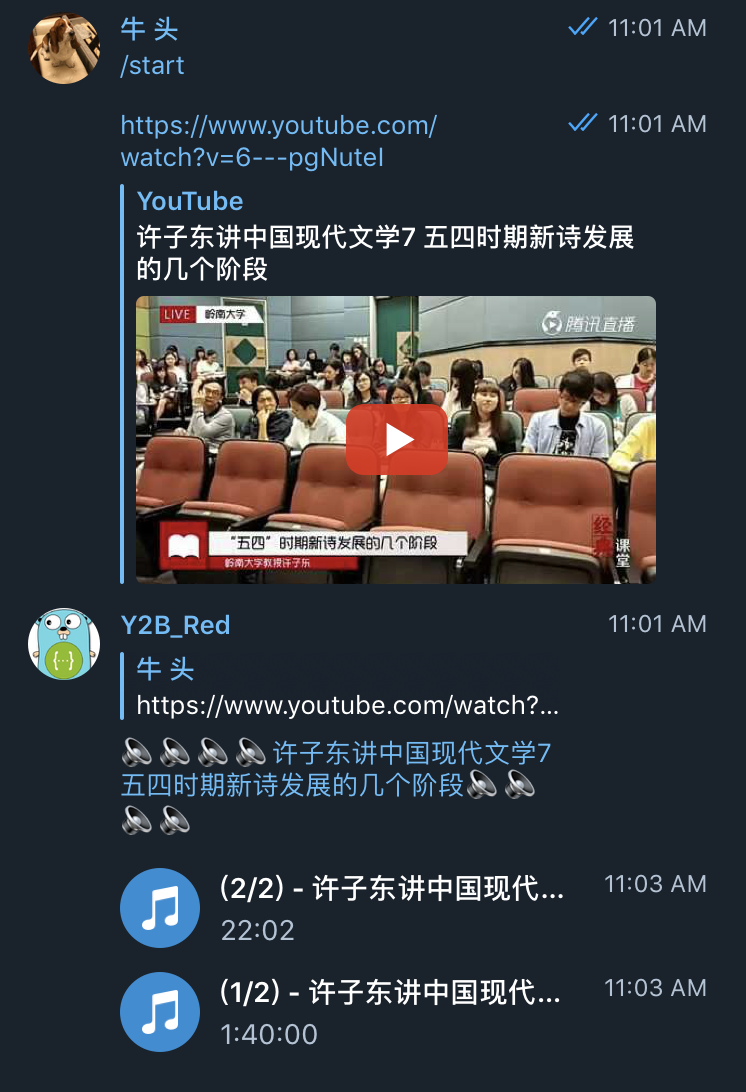 牛 头
11:01 AM
/start
https://www.youtube.com/
11:01 AM
watch?v=6---pgNuteI
YouTube
许子东讲中国现代文学7 五四时期新诗发展
的几个阶段
LIVE 岭南大学
腾讯直播
“五四”时期新诗发展的几个阶段
岭南大学教授许子东
经典
课堂
Y2B_Red
11:01 AM
{...}
牛 头
https://www.youtube.com/watch?...
🔈🔈🔈🔈许子东讲中国现代文学7
五四时期新诗发展的几个阶段🔈🔈
🔈🔈
(2/2) - 许子东讲中国现代...
11:03 AM
22:02
(1/2) - 许子东讲中国现代...
11:03 AM
1:40:00